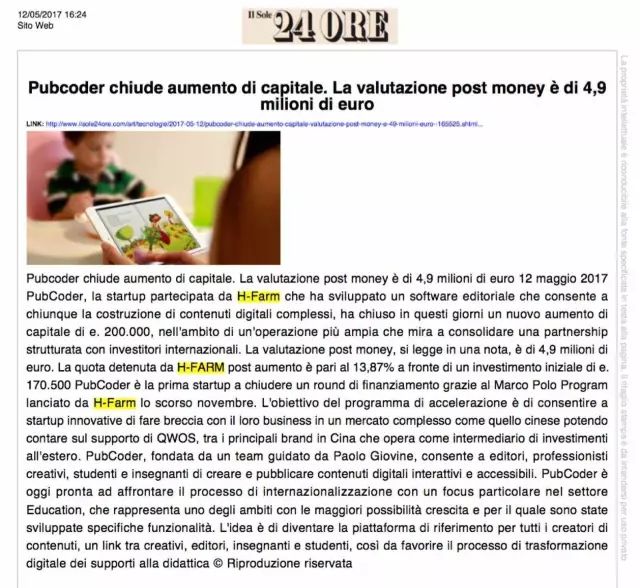 12/05/2017 16:24
Sito Web
Il Sole
24 ORE
Pubcoder chiude aumento di capitale. La valutazione post money è di 4,9
milioni di euro
LINK: http://www.ilsole24ore.com/art/tecnologie/2017-05-12/pubcoder-chiude-aumento-capitale-valutazione-post-money-e-49-milioni-euro--165525.shtml...
Pubcoder chiude aumento di capitale. La valutazione post money è di 4,9 milioni di euro 12 maggio 2017
PubCoder, la startup partecipata da H-Farm che ha sviluppato un software editoriale che consente a
chiunque la costruzione di contenuti digitali complessi, ha chiuso in questi giorni un nuovo aumento di
capitale di e. 200.000, nell'ambito di un'operazione più ampia che mira a consolidare una partnership
strutturata con investitori internazionali. La valutazione post money, si legge in una nota, è di 4,9 milioni di
euro. La quota detenuta da H-FARM post aumento è pari al 13,87% a fronte di un investimento iniziale di e.
170.500 PubCoder è la prima startup a chiudere un round di finanziamento grazie al Marco Polo Program
lanciato da H-Farm lo scorso novembre. L'obiettivo del programma di accelerazione è di consentire a
startup innovative di fare breccia con il loro business in un mercato complesso come quello cinese potendo
contare sul supporto di QWOS, tra i principali brand in Cina che opera come intermediario di investimenti
all'estero. PubCoder, fondata da un team guidato da Paolo Giovine, consente a editori, professionisti
creativi, studenti e insegnanti di creare e pubblicare contenuti digitali interattivi e accessibili. PubCoder è
oggi pronta ad affrontare il processo di internazionalizzazione con un focus particolare nel settore
Education, che rappresenta uno degli ambiti con le maggiori possibilità crescita e per il quale sono state
sviluppate specifiche funzionalità. L'idea è di diventare la piattaforma di riferimento per tutti i creatori di
contenuti, un link tra creativi, editori, insegnanti e studenti, così da favorire il processo di trasformazione
digitale dei supporti alla didattica © Riproduzione riservata
La proprietà intellettuale è riconducibile alla fonte specificata in testa alla pagina. Il ritaglio stampa è da intendersi per uso privato